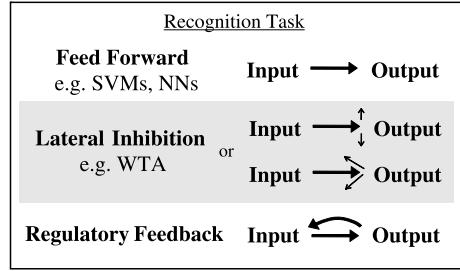 Recognition Task
Feed Forward
e.g. SVMs, NNs
Input Output
Lateral Inhibition
e.g. WTA
or
Input Output
Input Output
Regulatory Feedback
Input Output